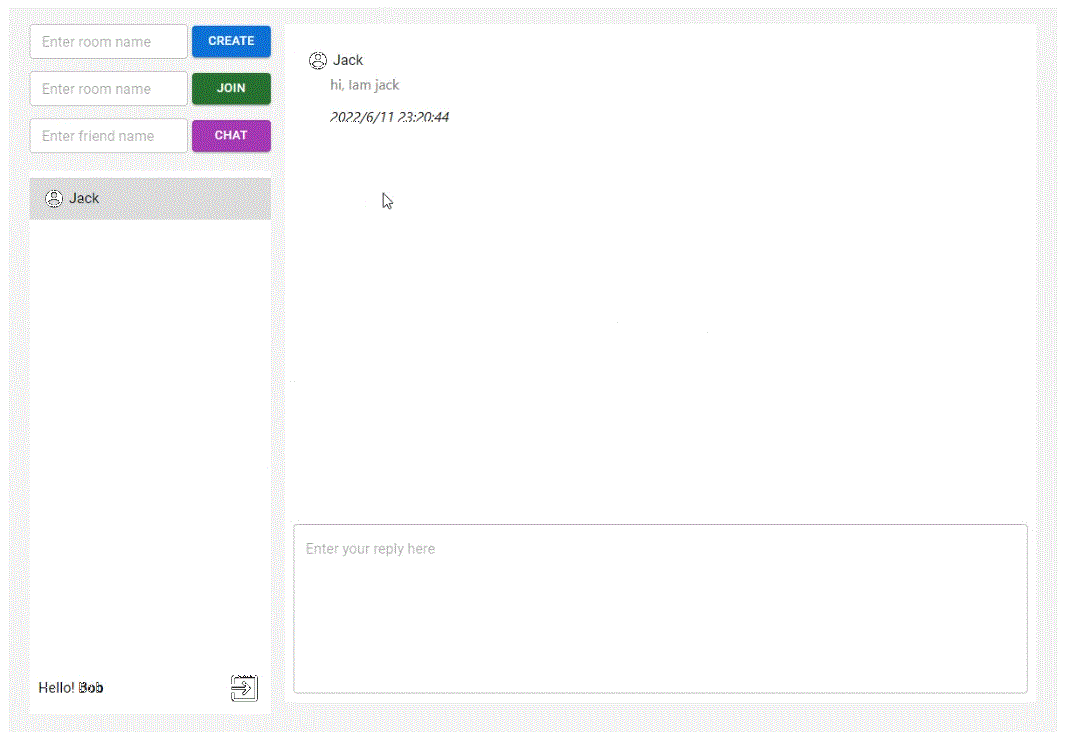 Enter room name
CREATE
Enter room name
JOIN
Enter friend name
CHAT
Jack
Hello! Bob
Jack
hi, Iam jack
2022/6/11 23:20:44
Enter your reply here